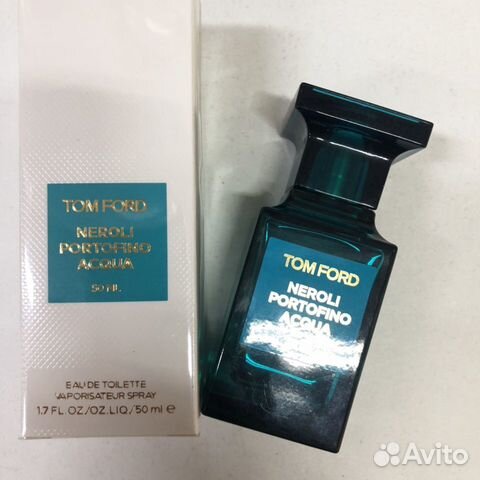 TOM FORD
NEROLI
PORTOFINO
ACQUA
50 ML
EAU DE TOILETTE
VAPORISATEUR SPRAY
1.7 FL.OZ/OZ.LIQ/50 ml e
TOM FORD
NEROLI
PORTOFINO
ACQUA
Avito